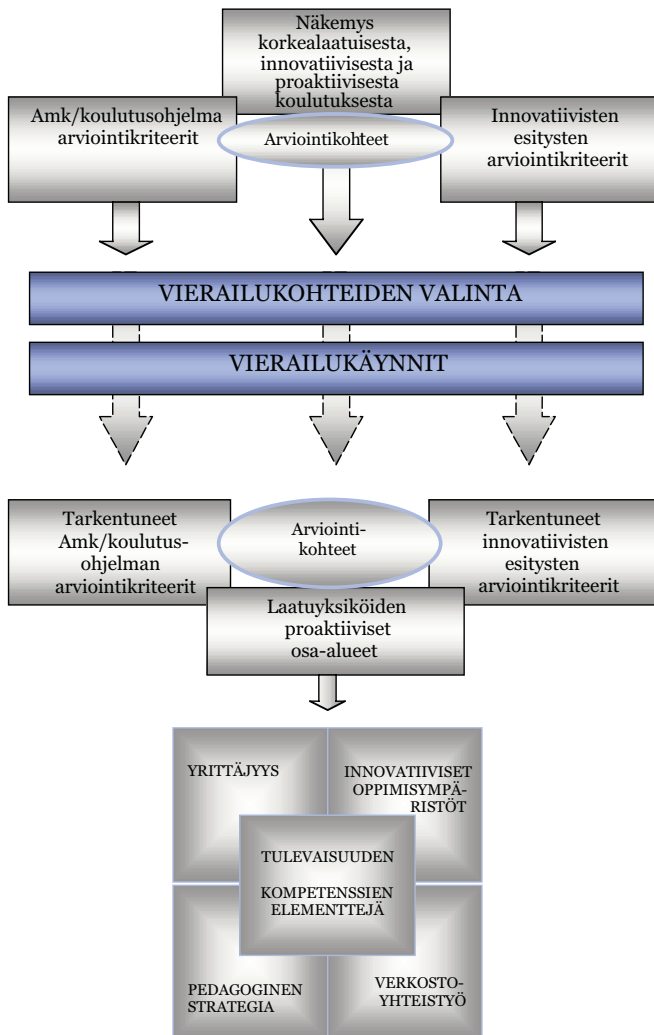 Näkemys
korkealaatuisesta,
innovatiivisesta ja
proaktiivisesta
koulutuksesta
Amk/koulutusohjelma
arviointikriteerit
Arviointikohteet
Innovatiivisten
esitysten
arviointikriteerit
VIERAILUKOHTEIDEN VALINTA
VIERAILUKÄYNNIT
Tarkentuneet
Amk/koulutus-
ohjelman
arviointikriteerit
Arviointi-
kohteet
Tarkentuneet
innovatiivisten
esitysten
arviointikriteerit
Laatuyksiköiden
proaktiiviset
osa-alueet
YRITTÄJYYS
INNOVATIIVISET
OPPIMISYMPÄ-
RISTÖT
TULEVAISUUDEN
KOMPETENSSIEN
ELEMENTTEJÄ
PEDAGOGINEN
STRATEGIA
VERKOSTO-
YHTEISTYÖ